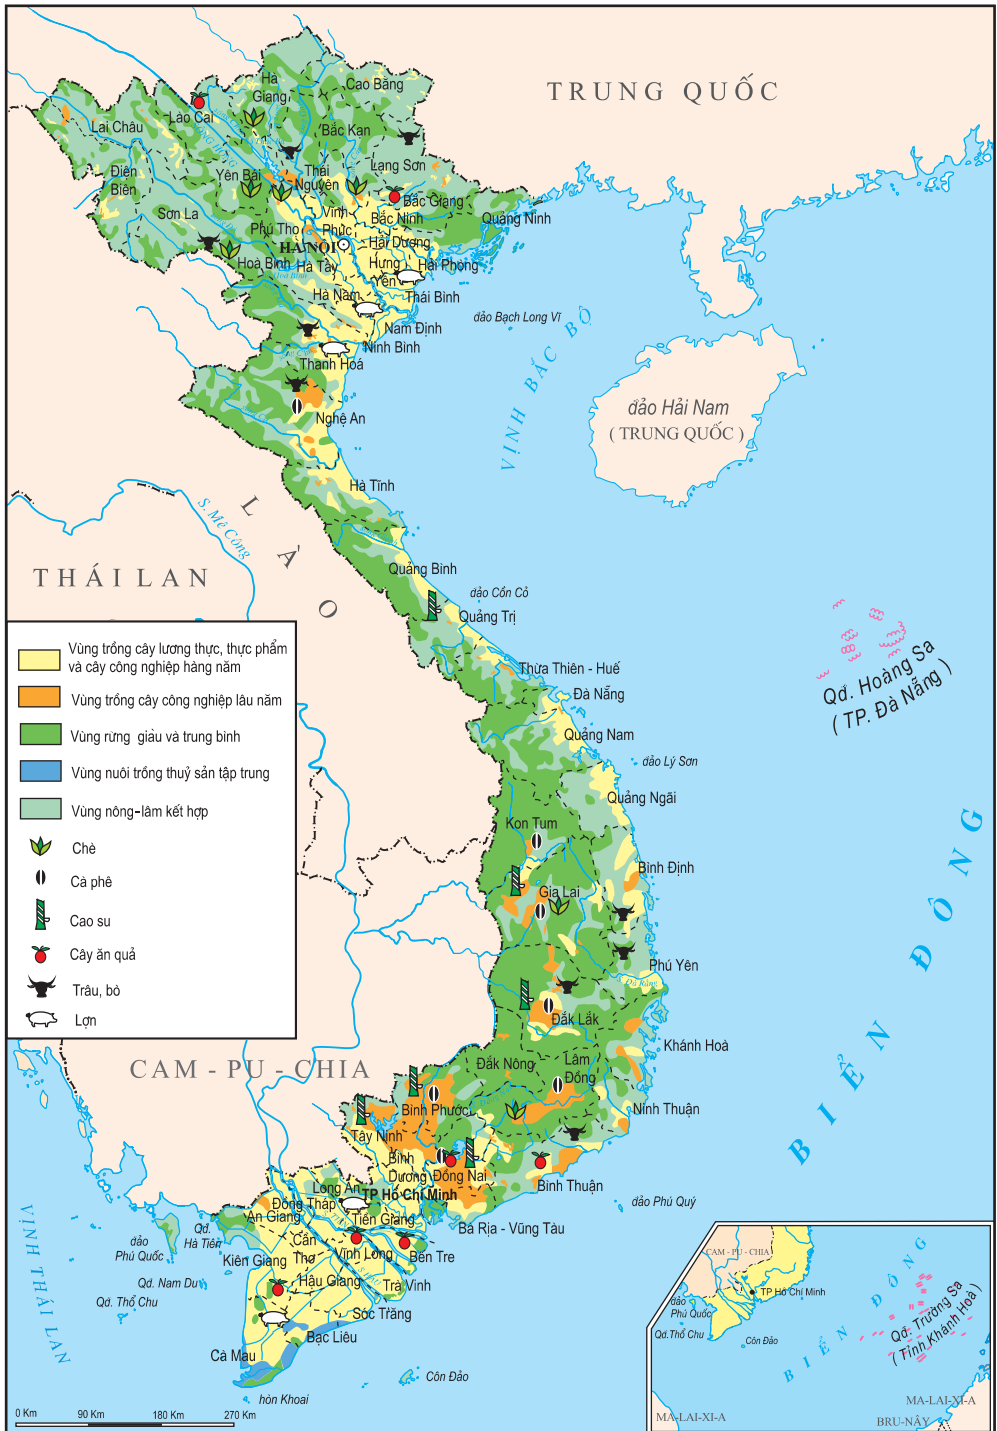 TRUNG QUỐC
Hà
Giang
Cao Bằng
Lào Cai
Lai Châu
Bắc Kạn
Lạng Sơn
Điện
Biên
Yên Bái
Thái
Nguyên
Sơn La
Vĩnh
Phúc
Bắc Giang
Bắc Ninh
Quảng Ninh
Phú Thọ
HÀ NỘI
Hải Dương
Hoà Bình
Hà Tây
Hưng
Yên
Hải Phòng
Hà Nam
Thái Bình
Nam Định
Ninh Bình
đảo Bạch Long Vĩ
VỊNH BẮC BỘ
Thanh Hoá
Nghệ An
đảo Hải Nam
( TRUNG QUỐC )
Hà Tĩnh
LÀO
S. Mê Công
THÁI LAN
Quảng Bình
đảo Cồn Cỏ
Quảng Trị
Thừa Thiên - Huế
Đà Nẵng
Qđ. Hoàng Sa
( TP. Đà Nẵng )
Quảng Nam
đảo Lý Sơn
Quảng Ngãi
Vùng trồng cây lương thực, thực phẩm
và cây công nghiệp hàng năm
Vùng trồng cây công nghiệp lâu năm
Vùng rừng giàu và trung bình
Vùng nuôi trồng thuỷ sản tập trung
Vùng nông-lâm kết hợp
Chè
Cà phê
Cao su
Cây ăn quả
Trâu, bò
Lợn
Kon Tum
Bình Định
Gia Lai
Phú Yên
Đà Rằng
Đắk Lắk
Khánh Hoà
BIỂN ĐÔNG
CAM - PU - CHIA
Đắk Nông
Lâm
Đồng
Bình Phước
Ninh Thuận
Tây Ninh
Bình
Dương
Đồng Nai
Bình Thuận
đảo Phú Quý
Long An
TP Hồ Chí Minh
Đồng Tháp
An Giang
Tiền Giang
Bà Rịa - Vũng Tàu
Qđ.
Hà Tiên
đảo
Phú Quốc
Kiên Giang
Cần
Thơ
Vĩnh Long
Bến Tre
Qđ. Nam Du
Hậu Giang
Trà Vinh
Qđ. Thổ Chu
Sóc Trăng
Bạc Liêu
Cà Mau
VỊNH THÁI LAN
Côn Đảo
hòn Khoai
0 Km
90 Km
180 Km
270 Km
CAM - PU - CHIA
TP Hồ Chí Minh
đảo
Phú Quốc
Qđ.Thổ Chu
Côn Đảo
BIỂN ĐÔNG
Qđ. Trường Sa
( Tỉnh Khánh Hoà )
MA-LAI-XI-A
MA-LAI-XI-A
BRU-NÂY